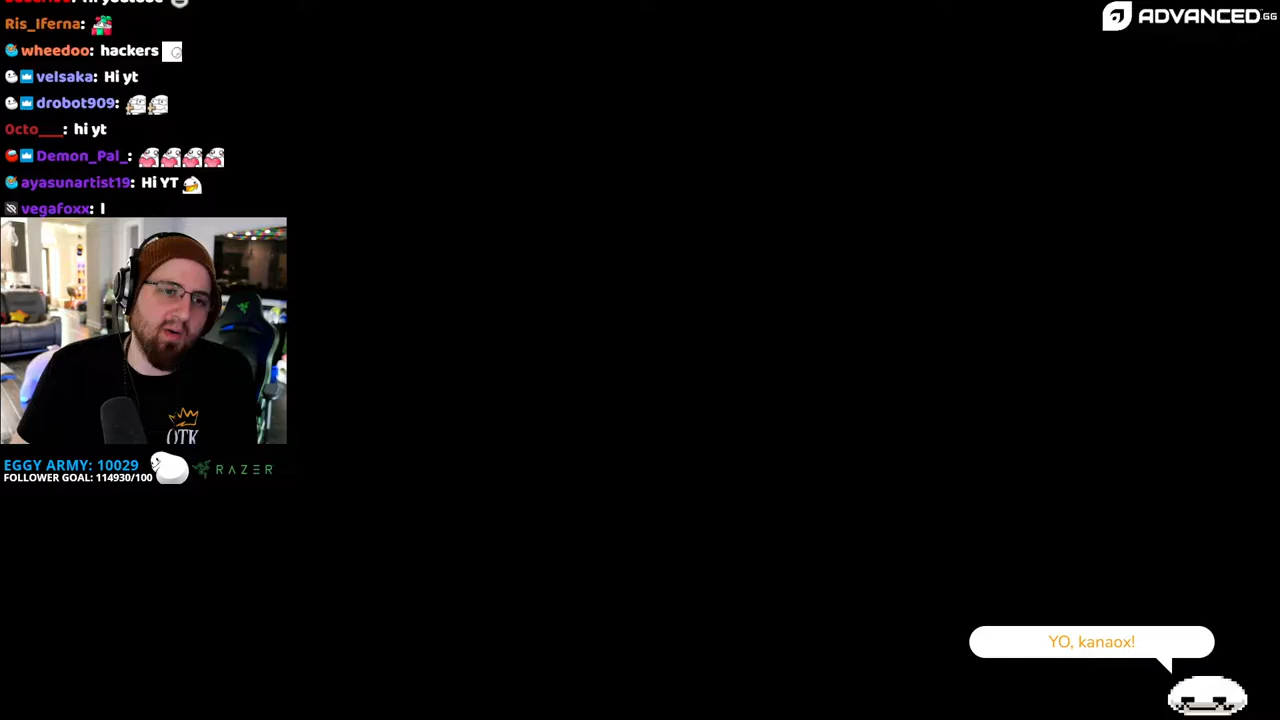 ADVANCED.GG
Ris_Iferna:
wheedoo: hackers
velsaka: Hi yt
drobot909:
0cto___: hi yt
Demon_Pal_:
ayasunartist19: Hi YT
vegafoxx: I
OTK
EGGY ARMY: 10029
FOLLOWER GOAL: 114930/100
RAZER
YO, kanaox!